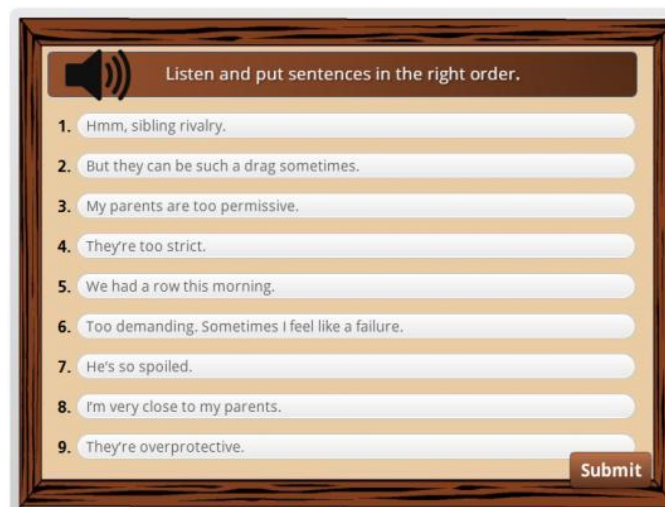 Listen and put sentences in the right order.
1. Hmm, sibling rivalry.
2. But they can be such a drag sometimes.
3. My parents are too permissive.
4. They're too strict.
5. We had a row this morning.
6. Too demanding. Sometimes I feel like a failure.
7. He's so spoiled.
8. I'm very close to my parents.
9. They're overprotective.
Submit